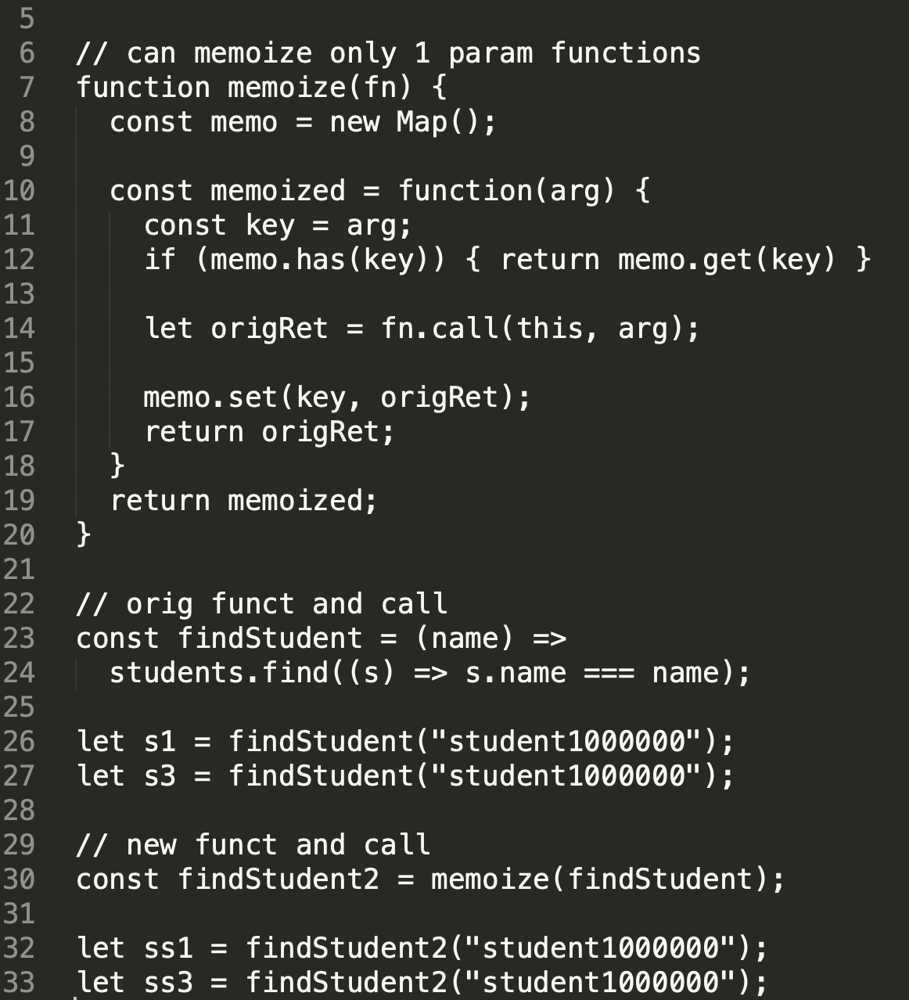 5
6 // can memoize only 1 param functions
7 function memoize(fn) {
8 const memo = new Map();
9
10 const memoized = function(arg) {
11 const key = arg;
12 if (memo.has(key)) { return memo.get(key) }
13
14 let origRet = fn.call(this, arg);
15
16 memo.set(key, origRet);
17 return origRet;
18 }
19 return memoized;
20 }
21
22 // orig funct and call
23 const findStudent = (name) =>
24 students.find((s) => s.name === name);
25
26 let s1 = findStudent("student1000000");
27 let s3 = findStudent("student1000000");
28
29 // new funct and call
30 const findStudent2 = memoize(findStudent);
31
32 let ss1 = findStudent2("student1000000");
33 let ss3 = findStudent2("student1000000");